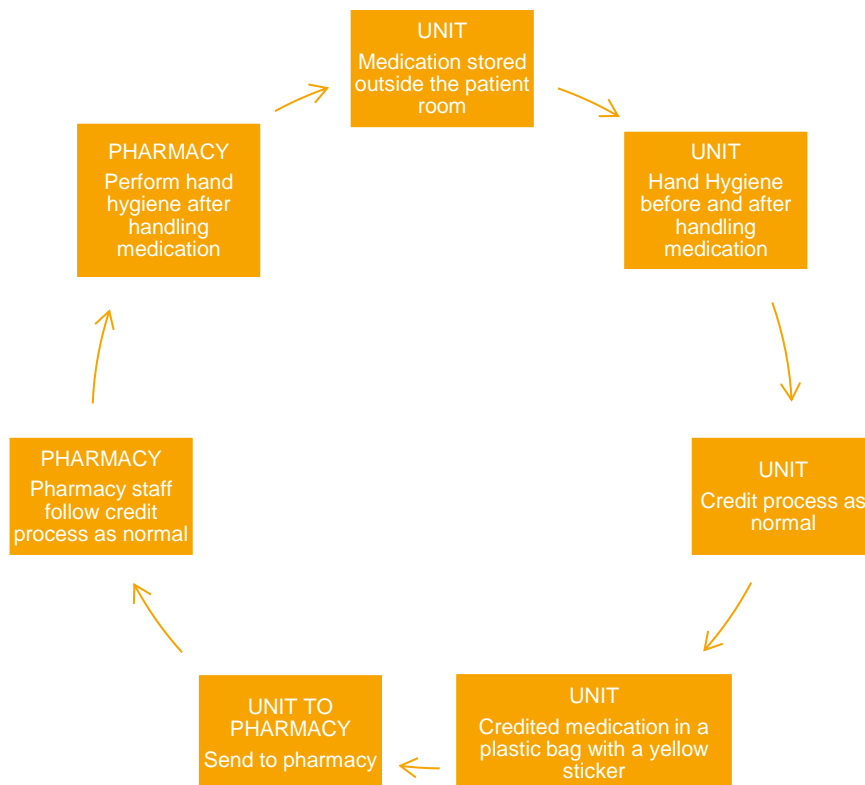 UNIT
Medication stored
outside the patient
room
UNIT
Hand Hygiene
before and after
handling
medication
UNIT
Credit process as
normal
UNIT
Credited medication in a
plastic bag with a yellow
sticker
UNIT TO
PHARMACY
Send to pharmacy
PHARMACY
Pharmacy staff
follow credit
process as normal
PHARMACY
Perform hand
hygiene after
handling
medication